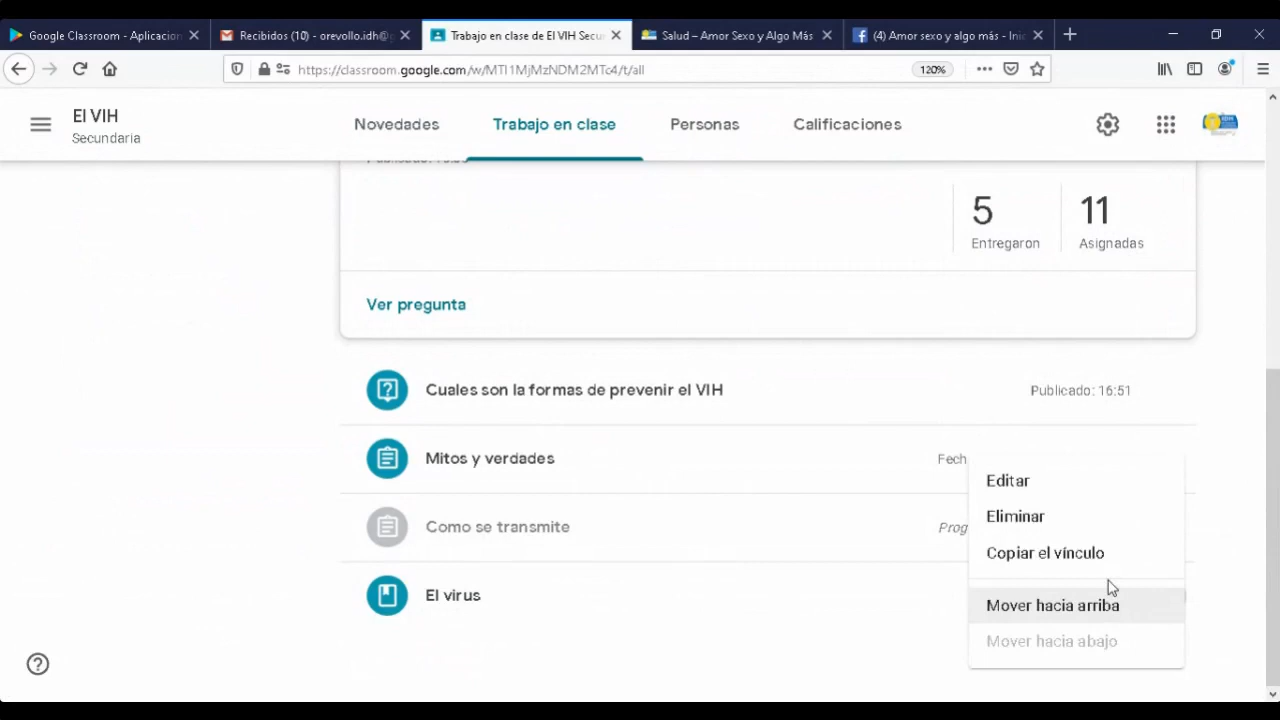 Google Classroom - Aplicacion
Recibidos (10) - orevollo.idh@g
Trabajo en clase de El VIH Secu
Salud – Amor Sexo y Algo Más
(4) Amor sexo y algo más - Inic
https://classroom.google.com/w/MTI1MjMzNDM2MTc4/t/all
120%
El VIH
Secundaria
Novedades
Trabajo en clase
Personas
Calificaciones
5
Entregaron
11
Asignadas
Ver pregunta
Cuales son la formas de prevenir el VIH
Publicado: 16:51
Mitos y verdades
Fech
Como se transmite
Prog
El virus
Editar
Eliminar
Copiar el vínculo
Mover hacia arriba
Mover hacia abajo